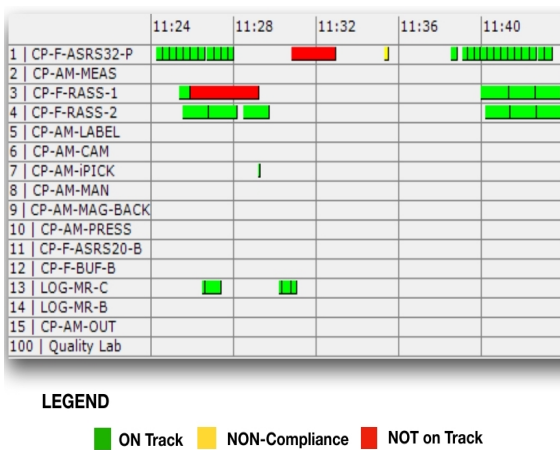 11:24 11:28 11:32 11:36 11:40
1 | CP-F-ASRS32-P
2 | CP-AM-MEAS
3 | CP-F-RASS-1
4 | CP-F-RASS-2
5 | CP-AM-LABEL
6 | CP-AM-CAM
7 | CP-AM-iPICK
8 | CP-AM-MAN
9 | CP-AM-MAG-BACK
10 | CP-AM-PRESS
11 | CP-F-ASRS20-B
12 | CP-F-BUF-B
13 | LOG-MR-C
14 | LOG-MR-B
15 | CP-AM-OUT
100 | Quality Lab
LEGEND
ON Track NON-Compliance NOT on Track